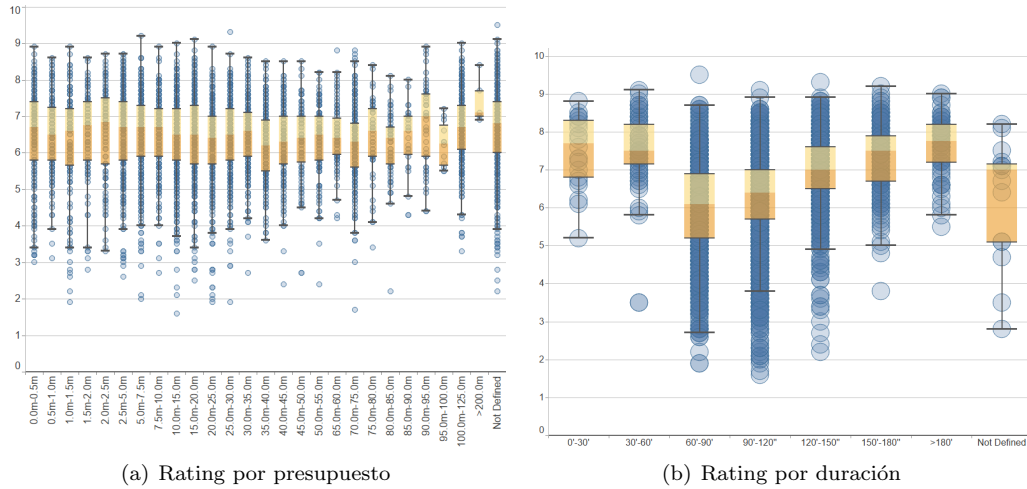 10
9
8
7
6
5
4
3
2
1
0
0.0m-0.5m
0.5m-1.0m
1.0m-1.5m
1.5m-2.0m
2.0m-2.5m
2.5m-5.0m
5.0m-7.5m
7.5m-10.0m
10.0m-15.0m
15.0m-20.0m
20.0m-25.0m
25.0m-30.0m
30.0m-35.0m
35.0m-40.0m
40.0m-45.0m
45.0m-50.0m
50.0m-55.0m
65.0m-60.0m
70.0m-75.0m
75.0m-80.0m
80.0m-85.0m
85.0m-90.0m
90.0m-95.0m
95.0m-100.0m
100.0m-125.0m
>200.0m
Not Defined
(a) Rating por presupuesto
10
9
8
7
6
5
4
3
2
1
0
0'-30'
30'-60'
60'-90'
90'-120''
120'-150''
150'-180''
>180'
Not Defined
(b) Rating por duración